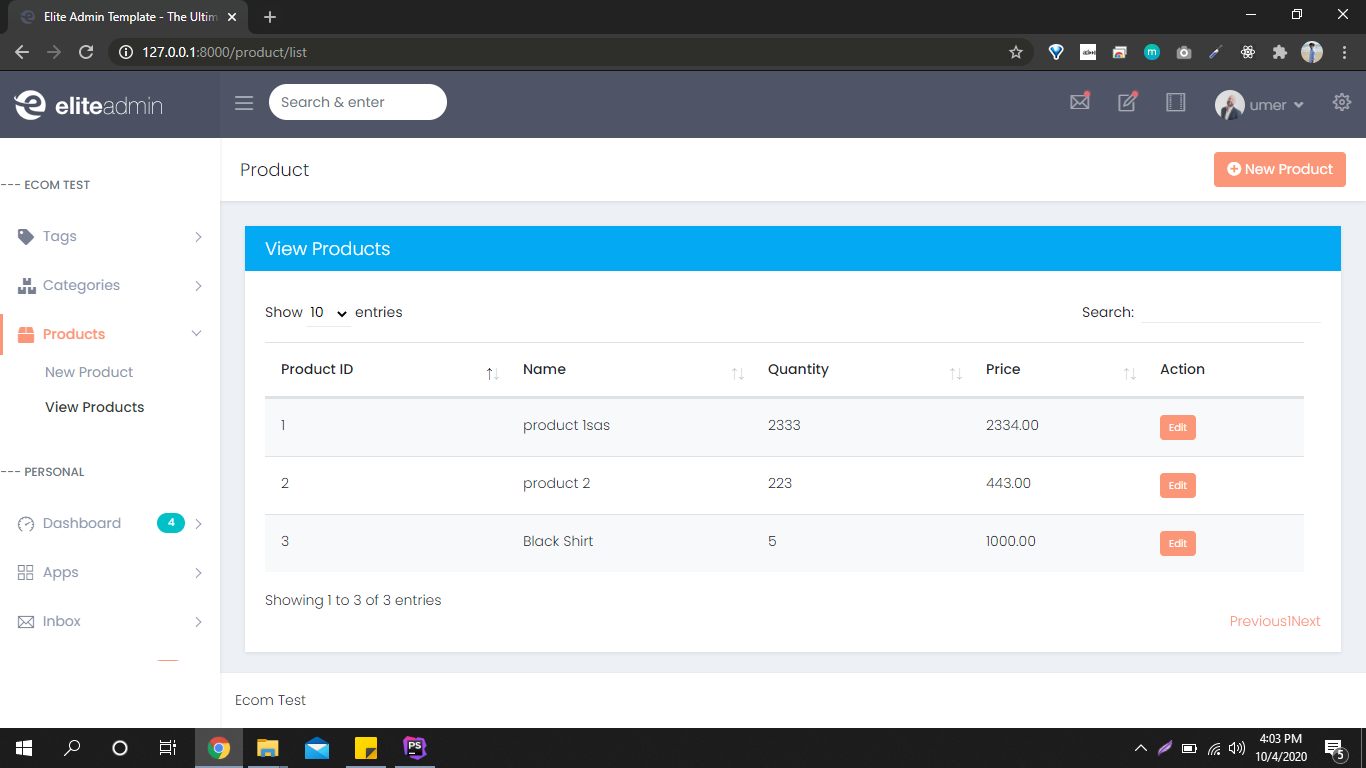 Elite Admin Template - The Ultim
127.0.0.1:8000/product/list
eliteadmin
Search & enter
umer
--- ECOM TEST
Tags
Categories
Products
New Product
View Products
--- PERSONAL
Dashboard 4
Apps
Inbox
Product
New Product
View Products
Show 10 entries
Search:
Product ID Name Quantity Price Action
1 product 1sas 2333 2334.00 Edit
2 product 2 223 443.00 Edit
3 Black Shirt 5 1000.00 Edit
Showing 1 to 3 of 3 entries
Previous1Next
Ecom Test
PS
4:03 PM
10/4/2020
5